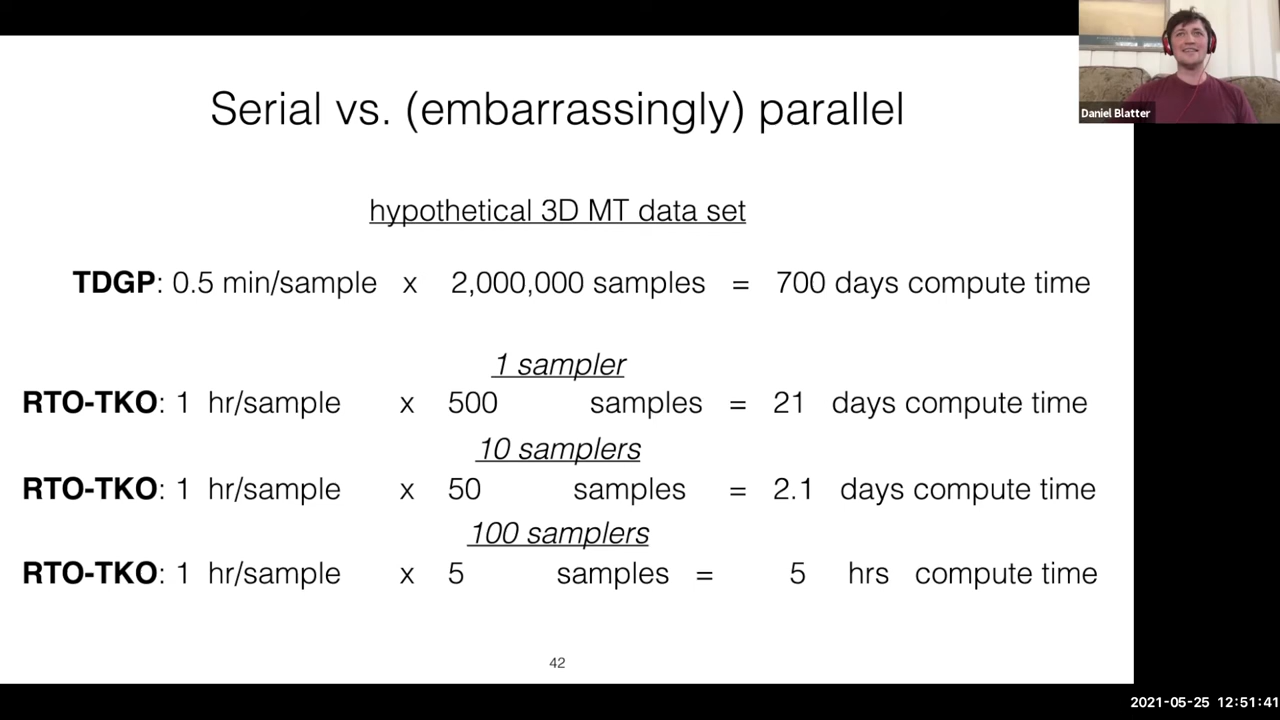 Daniel Blatter
Serial vs. (embarrassingly) parallel
hypothetical 3D MT data set
TDGP: 0.5 min/sample x 2,000,000 samples = 700 days compute time
1 sampler
RTO-TKO: 1 hr/sample x 500 samples = 21 days compute time
10 samplers
RTO-TKO: 1 hr/sample x 50 samples = 2.1 days compute time
100 samplers
RTO-TKO: 1 hr/sample x 5 samples = 5 hrs compute time
42
2021-05-25 12:51:41